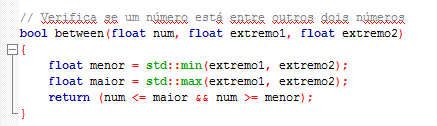 // Verifica se um número está entre outros dois números
bool between(float num, float extremo1, float extremo2)
{
    float menor = std::min(extremo1, extremo2);
    float maior = std::max(extremo1, extremo2);
    return (num <= maior && num >= menor);
}